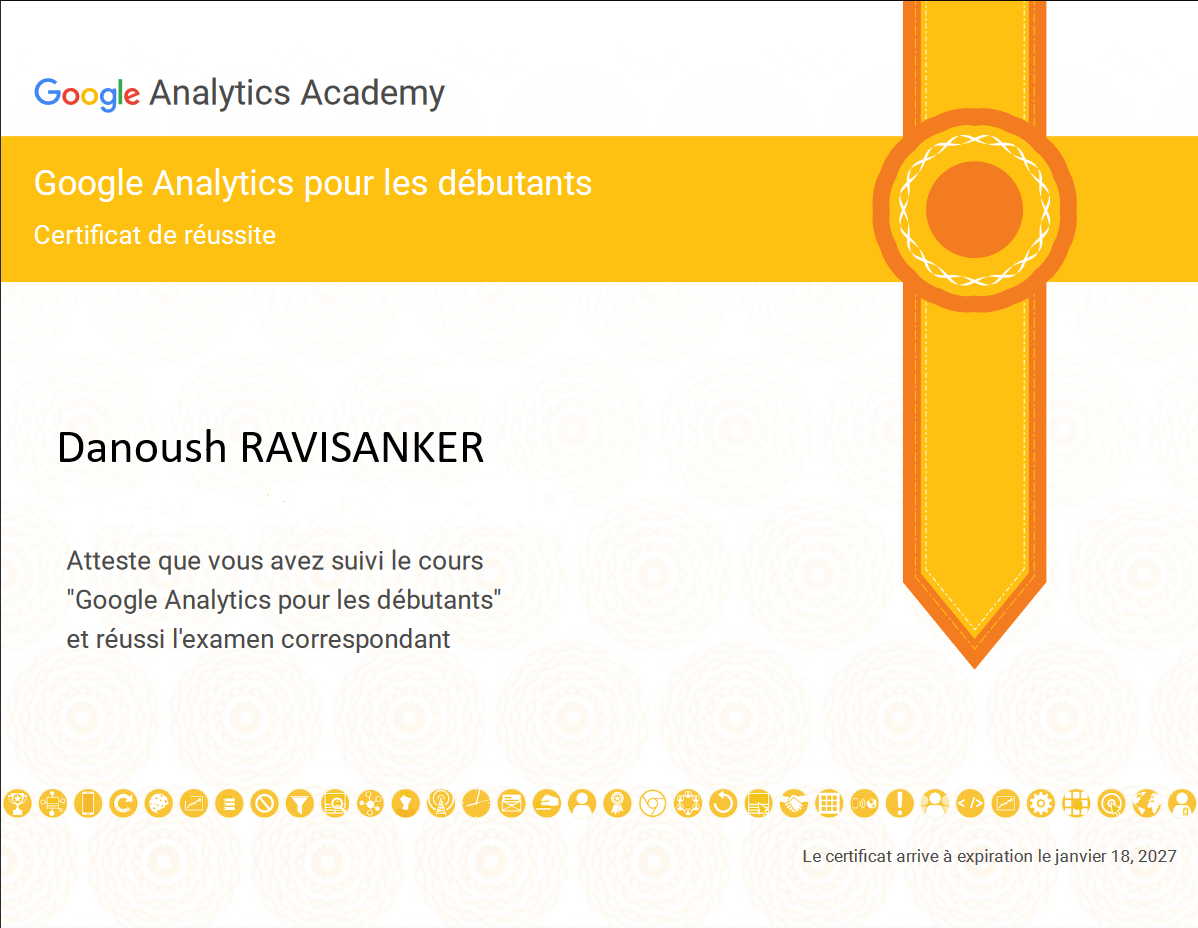 Google Analytics Academy
Google Analytics pour les débutants
Certificat de réussite
Danoush RAVISANKER
Atteste que vous avez suivi le cours
"Google Analytics pour les débutants"
et réussi l'examen correspondant
Le certificat arrive à expiration le janvier 18, 2027